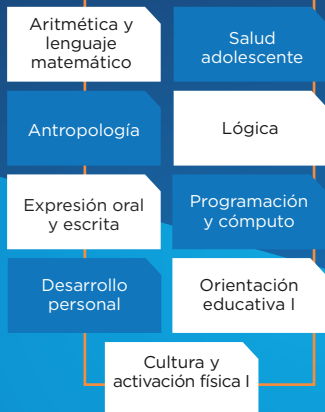 Aritmética y
lenguaje
matemático
Salud
adolescente
Antropología
Lógica
Expresión oral
y escrita
Programación
y cómputo
Desarrollo
personal
Orientación
educativa I
Cultura y
activación física I